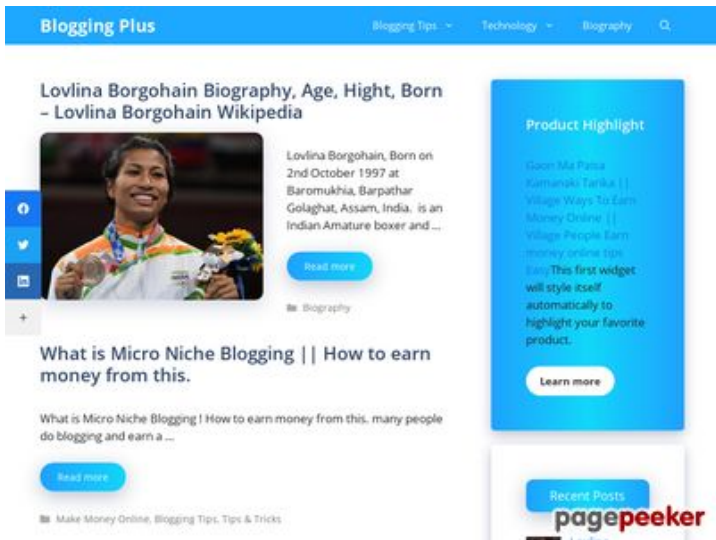 Blogging Plus
Blogging Tips
Technology
Biography
Lovlina Borgohain Biography, Age, Hight, Born
– Lovlina Borgohain Wikipedia
Lovlina Borgohain, Born on
2nd October 1997 at
Baromukhia, Barpathar
Golaghat, Assam, India. is an
Indian Amature boxer and ...
Read more
Biography
What is Micro Niche Blogging || How to earn
money from this.
What is Micro Niche Blogging ! How to earn money from this. many people
do blogging and earn a ...
Read more
Make Money Online, Blogging Tips, Tips & Tricks
Product Highlight
Gaon Ma Paisa
Kamanaki Tarika ||
Village Ways To Earn
Money Online ||
Village People Earn
money online tips
Easy This first widget
will style itself
automatically to
highlight your favorite
product.
Learn more
Recent Posts
pagepeeker